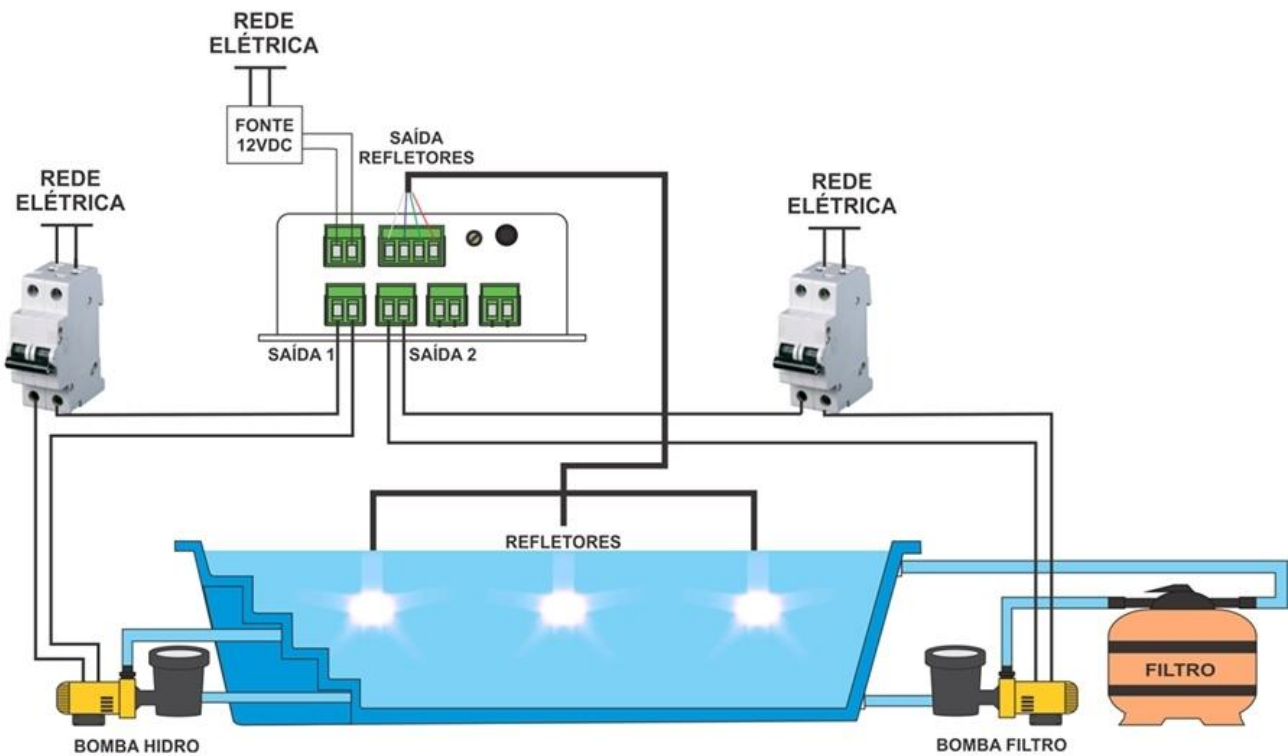 REDE
ELÉTRICA
FONTE
12VDC
SAÍDA
REFLETORES
REDE
ELÉTRICA
REDE
ELÉTRICA
SAÍDA 1
SAÍDA 2
REFLETORES
FILTRO
BOMBA HIDRO
BOMBA FILTRO